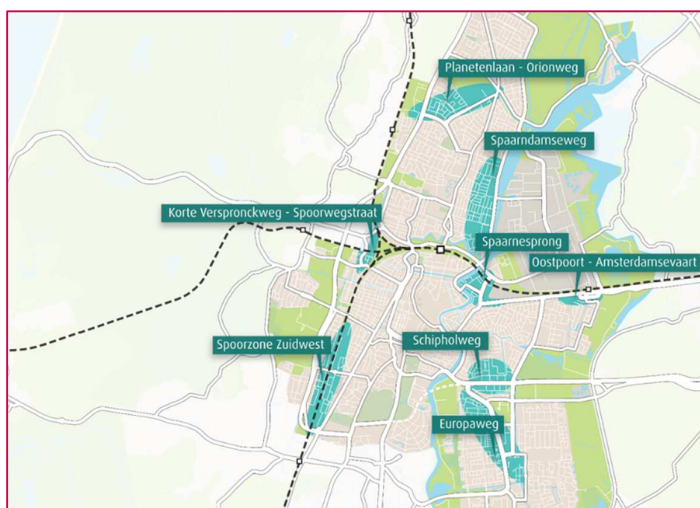 Planetenlaan - Orionweg
Spaarndamseweg
Korte Verspronckweg - Spoorwegstraat
Spaarnesprong
Oostpoort - Amsterdamsevaart
Spoorzone Zuidwest
Schipholweg
Europaweg